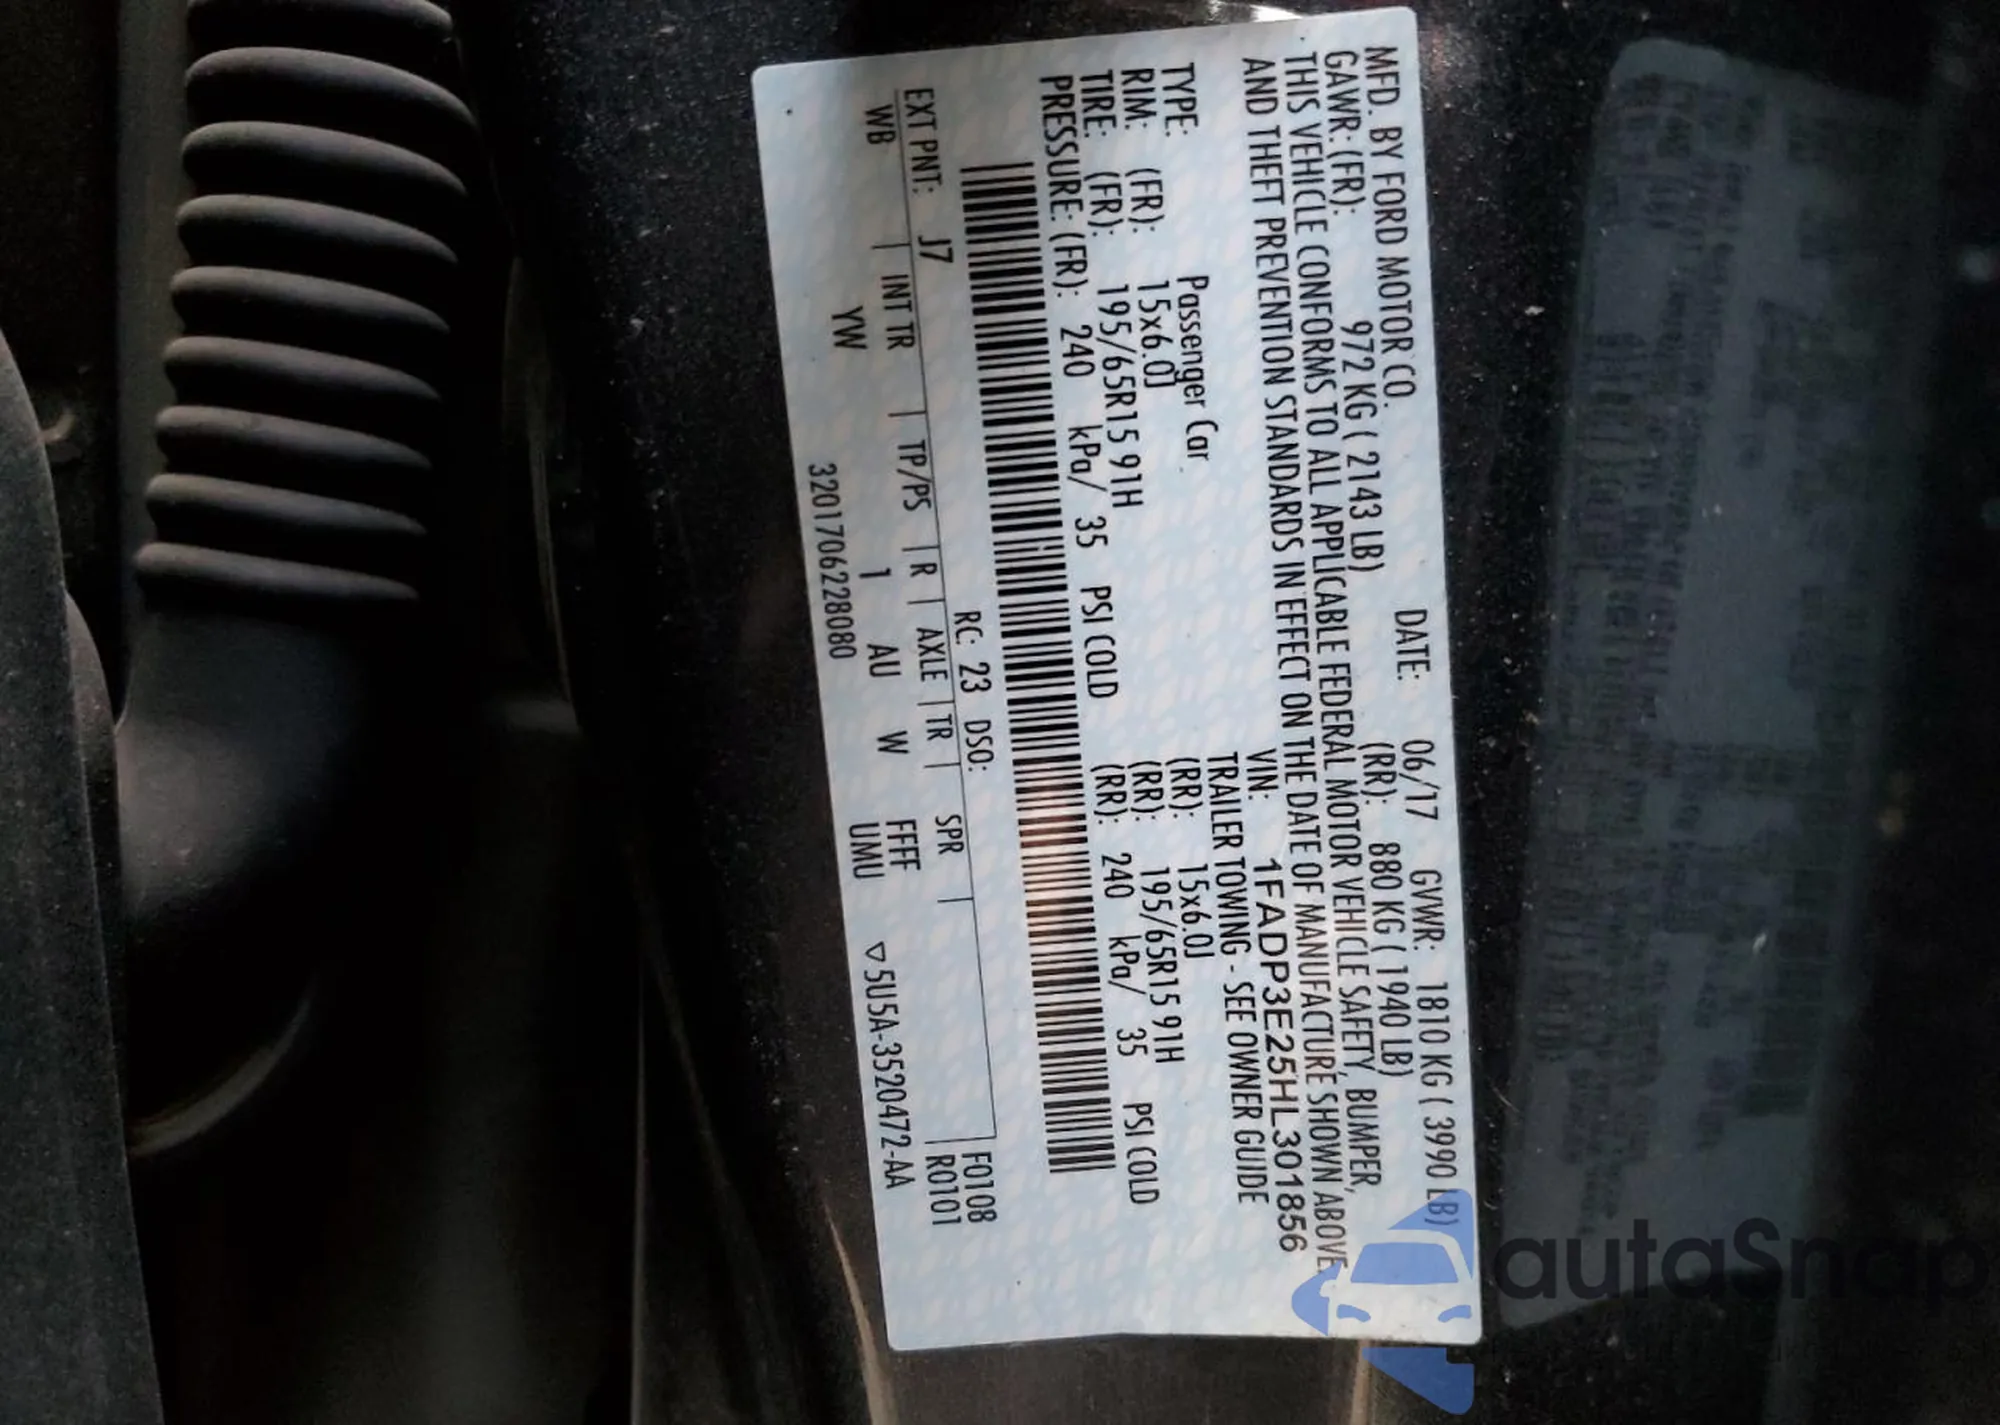 MFD. BY FORD MOTOR CO. DATE: 06/17 GVWR: 1810 KG ( 3990 LB)
GAWR: (FR): 972 KG ( 2143 LB) (RR): 880 KG ( 1940 LB)
THIS VEHICLE CONFORMS TO ALL APPLICABLE FEDERAL MOTOR VEHICLE SAFETY, BUMPER,
AND THEFT PREVENTION STANDARDS IN EFFECT ON THE DATE OF MANUFACTURE SHOWN ABOVE.
VIN: 1FADP3E25HL301856
TYPE: Passenger Car TRAILER TOWING - SEE OWNER GUIDE
RIM: (FR): 15x6.0J (RR): 15x6.0J
TIRE: (FR): 195/65R15 91H (RR): 195/65R15 91H
PRESSURE: (FR): 240 kPa/ 35 PSI COLD (RR): 240 kPa/ 35 PSI COLD
EXT PNT: J7 RC: 23 DSO: F0108
WB INT TR TP/PS R AXLE TR SPR R0101
YW 1 AU W FFFF
320170628080 UMU ▽5U5A-3520472-AA
autaSnap